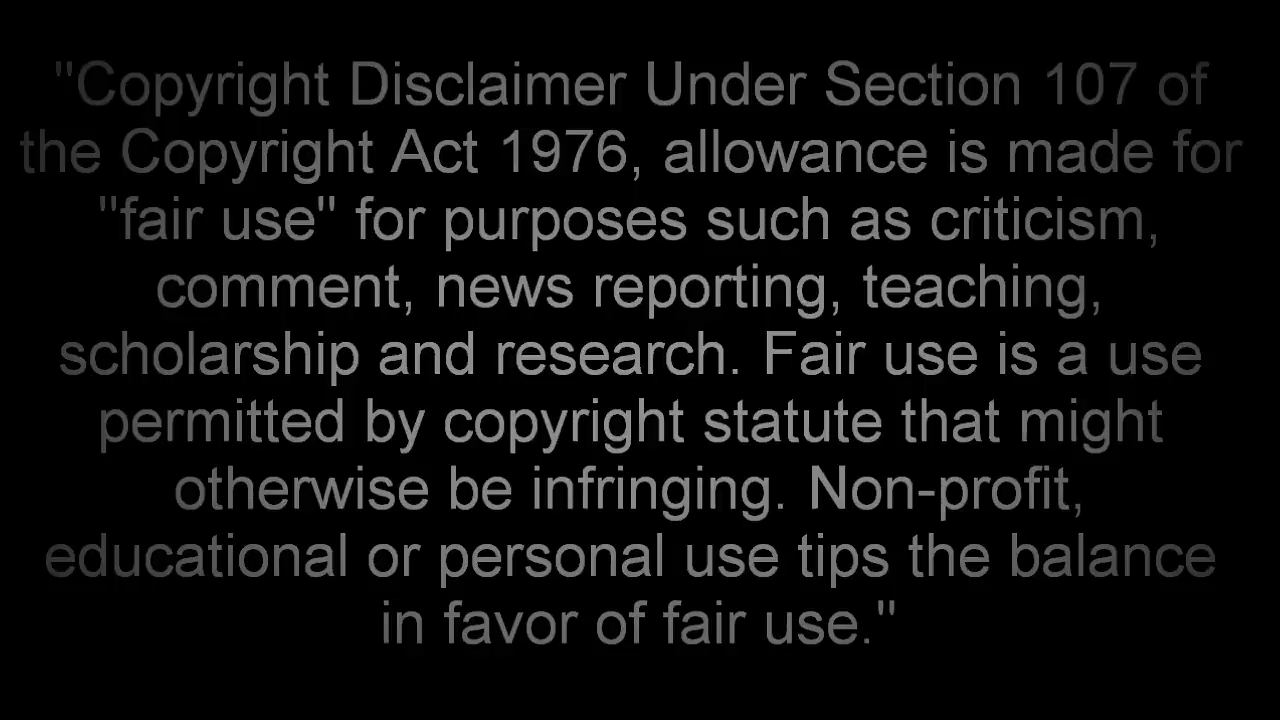 "Copyright Disclaimer Under Section 107 of
the Copyright Act 1976, allowance is made for
"fair use" for purposes such as criticism,
comment, news reporting, teaching,
scholarship and research. Fair use is a use
permitted by copyright statute that might
otherwise be infringing. Non-profit,
educational or personal use tips the balance
in favor of fair use."